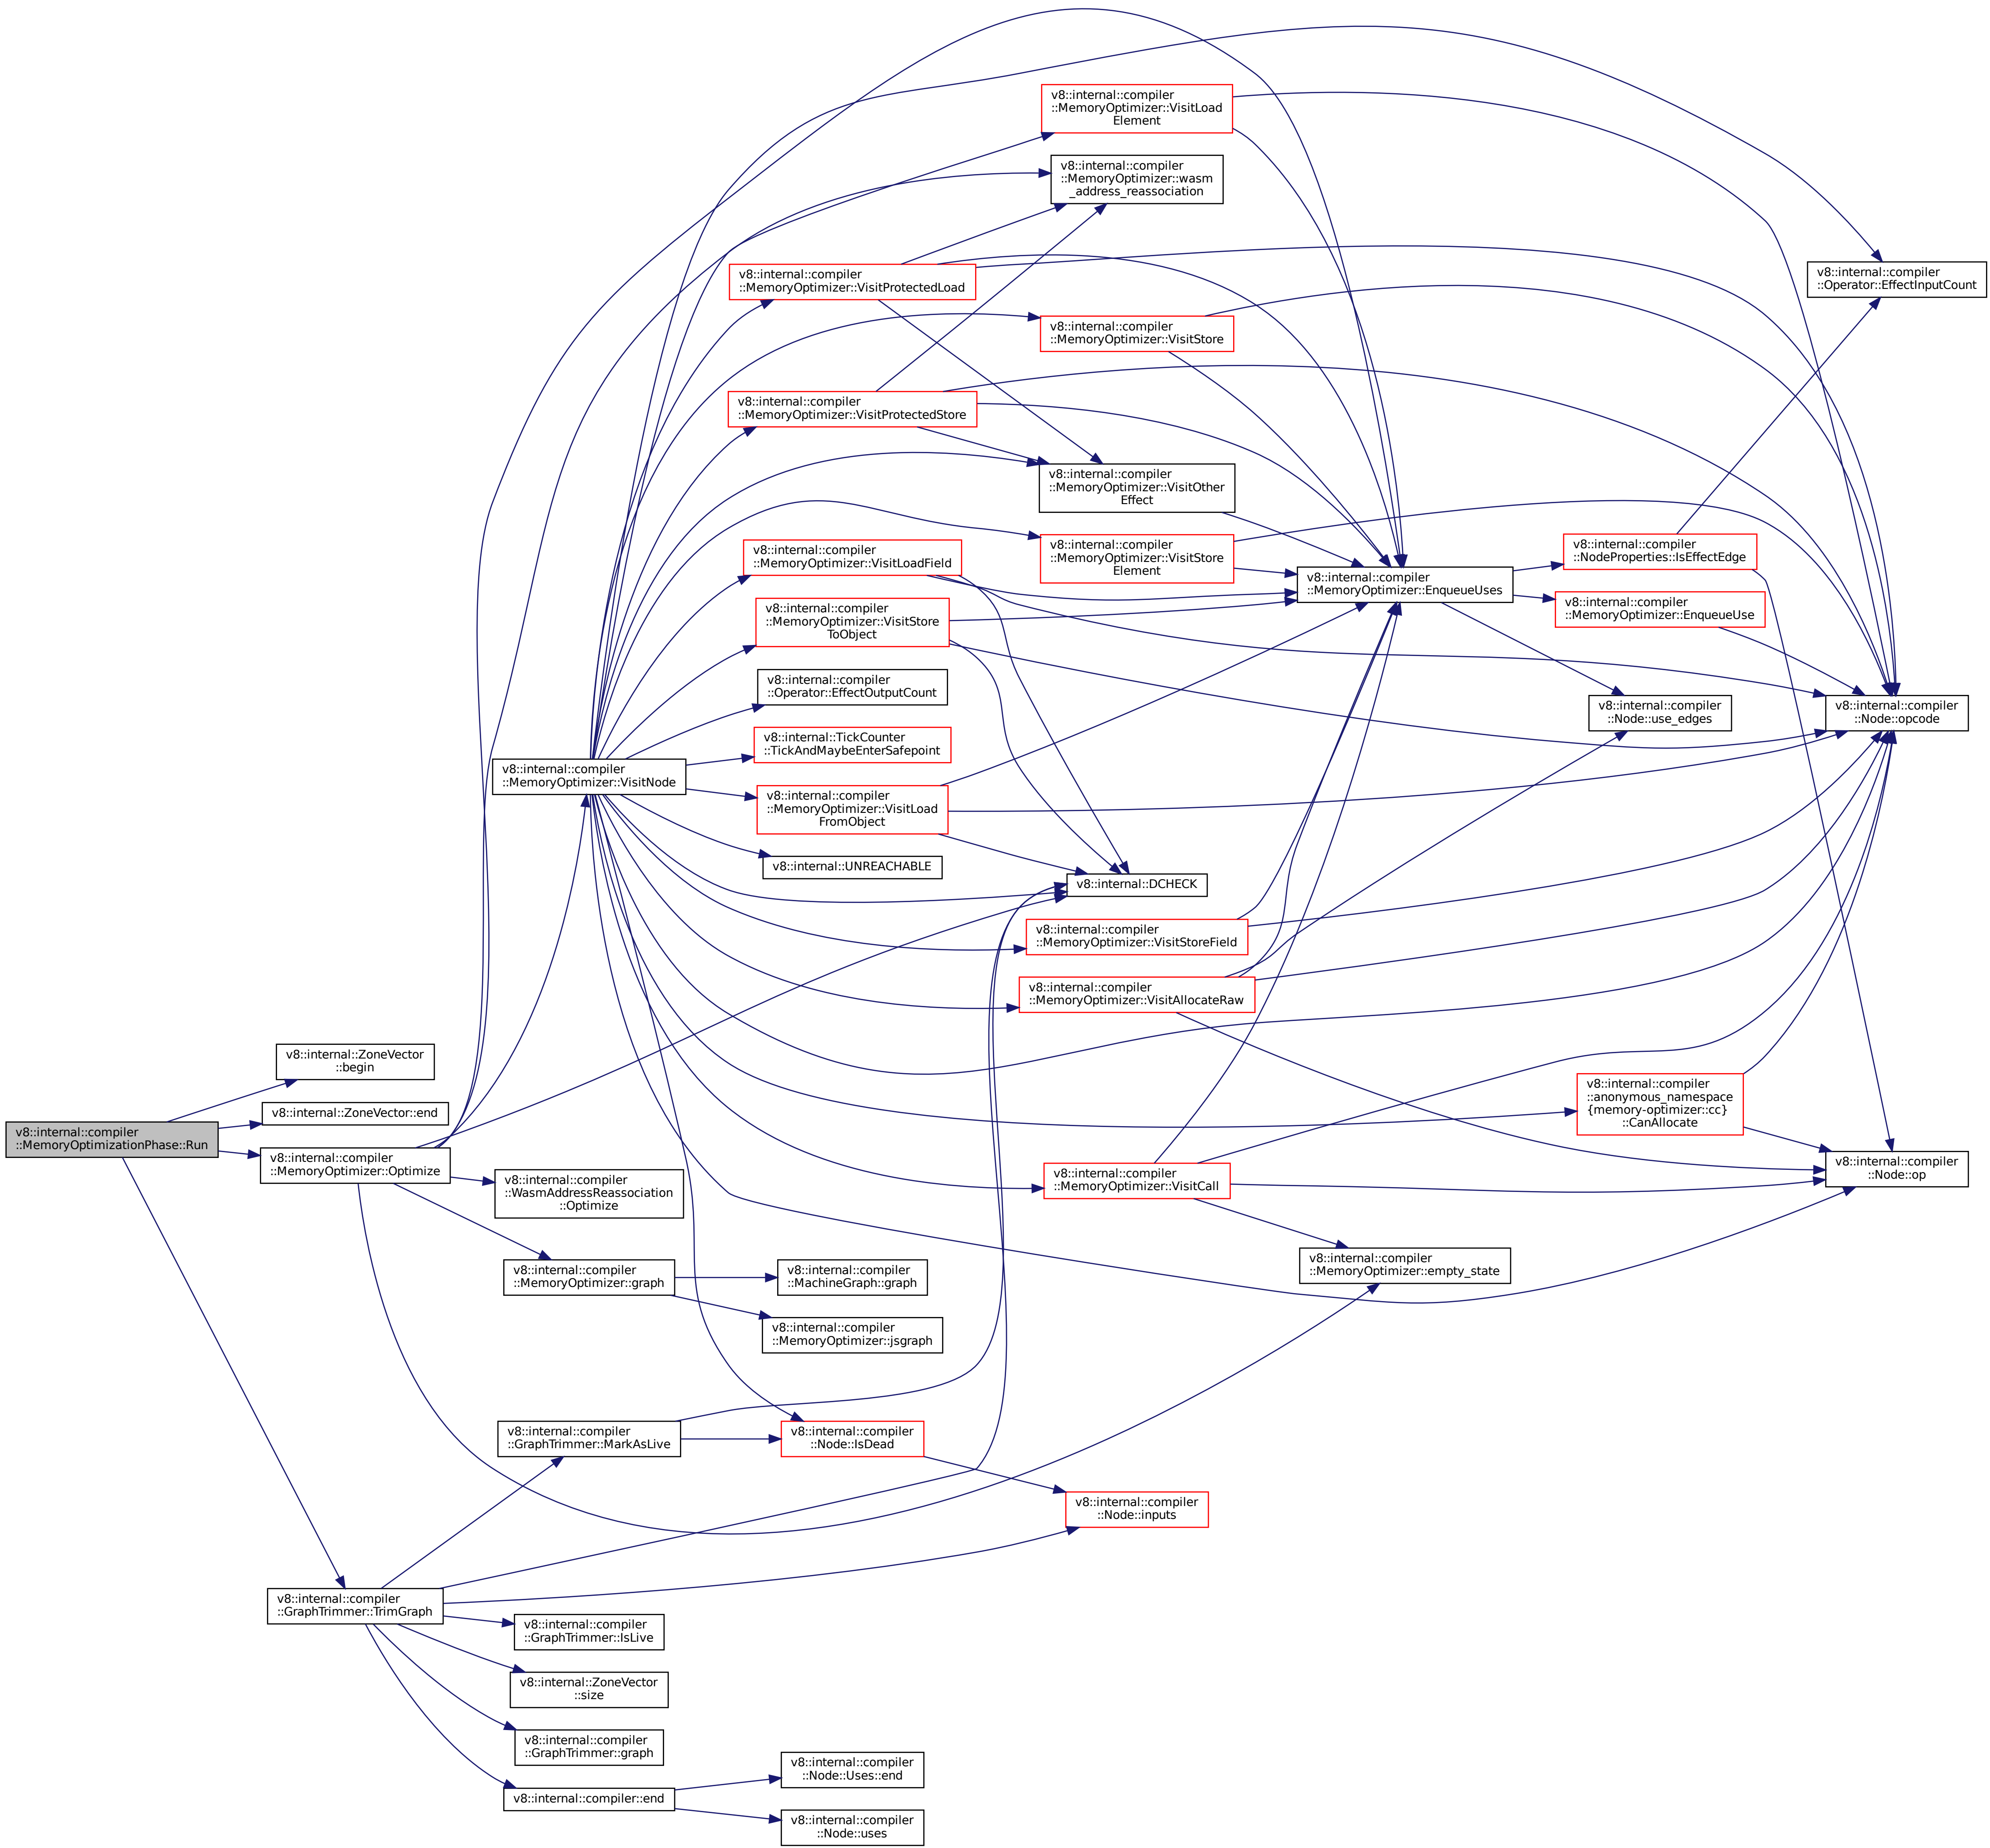 v8::internal::compiler
::MemoryOptimizer::VisitLoad
Element
v8::internal::compiler
::MemoryOptimizer::wasm
_address_reassociation
v8::internal::compiler
::MemoryOptimizer::VisitProtectedLoad
v8::internal::compiler
::Operator::EffectInputCount
v8::internal::compiler
::MemoryOptimizer::VisitStore
v8::internal::compiler
::MemoryOptimizer::VisitProtectedStore
v8::internal::compiler
::MemoryOptimizer::VisitOther
Effect
v8::internal::compiler
::MemoryOptimizer::VisitLoadField
v8::internal::compiler
::MemoryOptimizer::VisitStore
Element
v8::internal::compiler
::NodeProperties::IsEffectEdge
v8::internal::compiler
::MemoryOptimizer::EnqueueUses
v8::internal::compiler
::MemoryOptimizer::EnqueueUse
v8::internal::compiler
::MemoryOptimizer::VisitStore
ToObject
v8::internal::compiler
::Operator::EffectOutputCount
v8::internal::compiler
::Node::use_edges
v8::internal::compiler
::Node::opcode
v8::internal::TickCounter
::TickAndMaybeEnterSafepoint
v8::internal::compiler
::MemoryOptimizer::VisitNode
v8::internal::compiler
::MemoryOptimizer::VisitLoad
FromObject
v8::internal::UNREACHABLE
v8::internal::DCHECK
v8::internal::compiler
::MemoryOptimizer::VisitStoreField
v8::internal::compiler
::MemoryOptimizer::VisitAllocateRaw
v8::internal::ZoneVector
::begin
v8::internal::ZoneVector::end
v8::internal::compiler
::anonymous_namespace
{memory-optimizer::cc}
::CanAllocate
v8::internal::compiler
::MemoryOptimizationPhase::Run
v8::internal::compiler
::MemoryOptimizer::Optimize
v8::internal::compiler
::Node::op
v8::internal::compiler
::WasmAddressReassociation
::Optimize
v8::internal::compiler
::MemoryOptimizer::VisitCall
v8::internal::compiler
::MemoryOptimizer::empty_state
v8::internal::compiler
::MemoryOptimizer::graph
v8::internal::compiler
::MachineGraph::graph
v8::internal::compiler
::MemoryOptimizer::jsgraph
v8::internal::compiler
::GraphTrimmer::MarkAsLive
v8::internal::compiler
::Node::IsDead
v8::internal::compiler
::Node::inputs
v8::internal::compiler
::GraphTrimmer::TrimGraph
v8::internal::compiler
::GraphTrimmer::IsLive
v8::internal::ZoneVector
::size
v8::internal::compiler
::GraphTrimmer::graph
v8::internal::compiler::end
v8::internal::compiler
::Node::Uses::end
v8::internal::compiler
::Node::uses